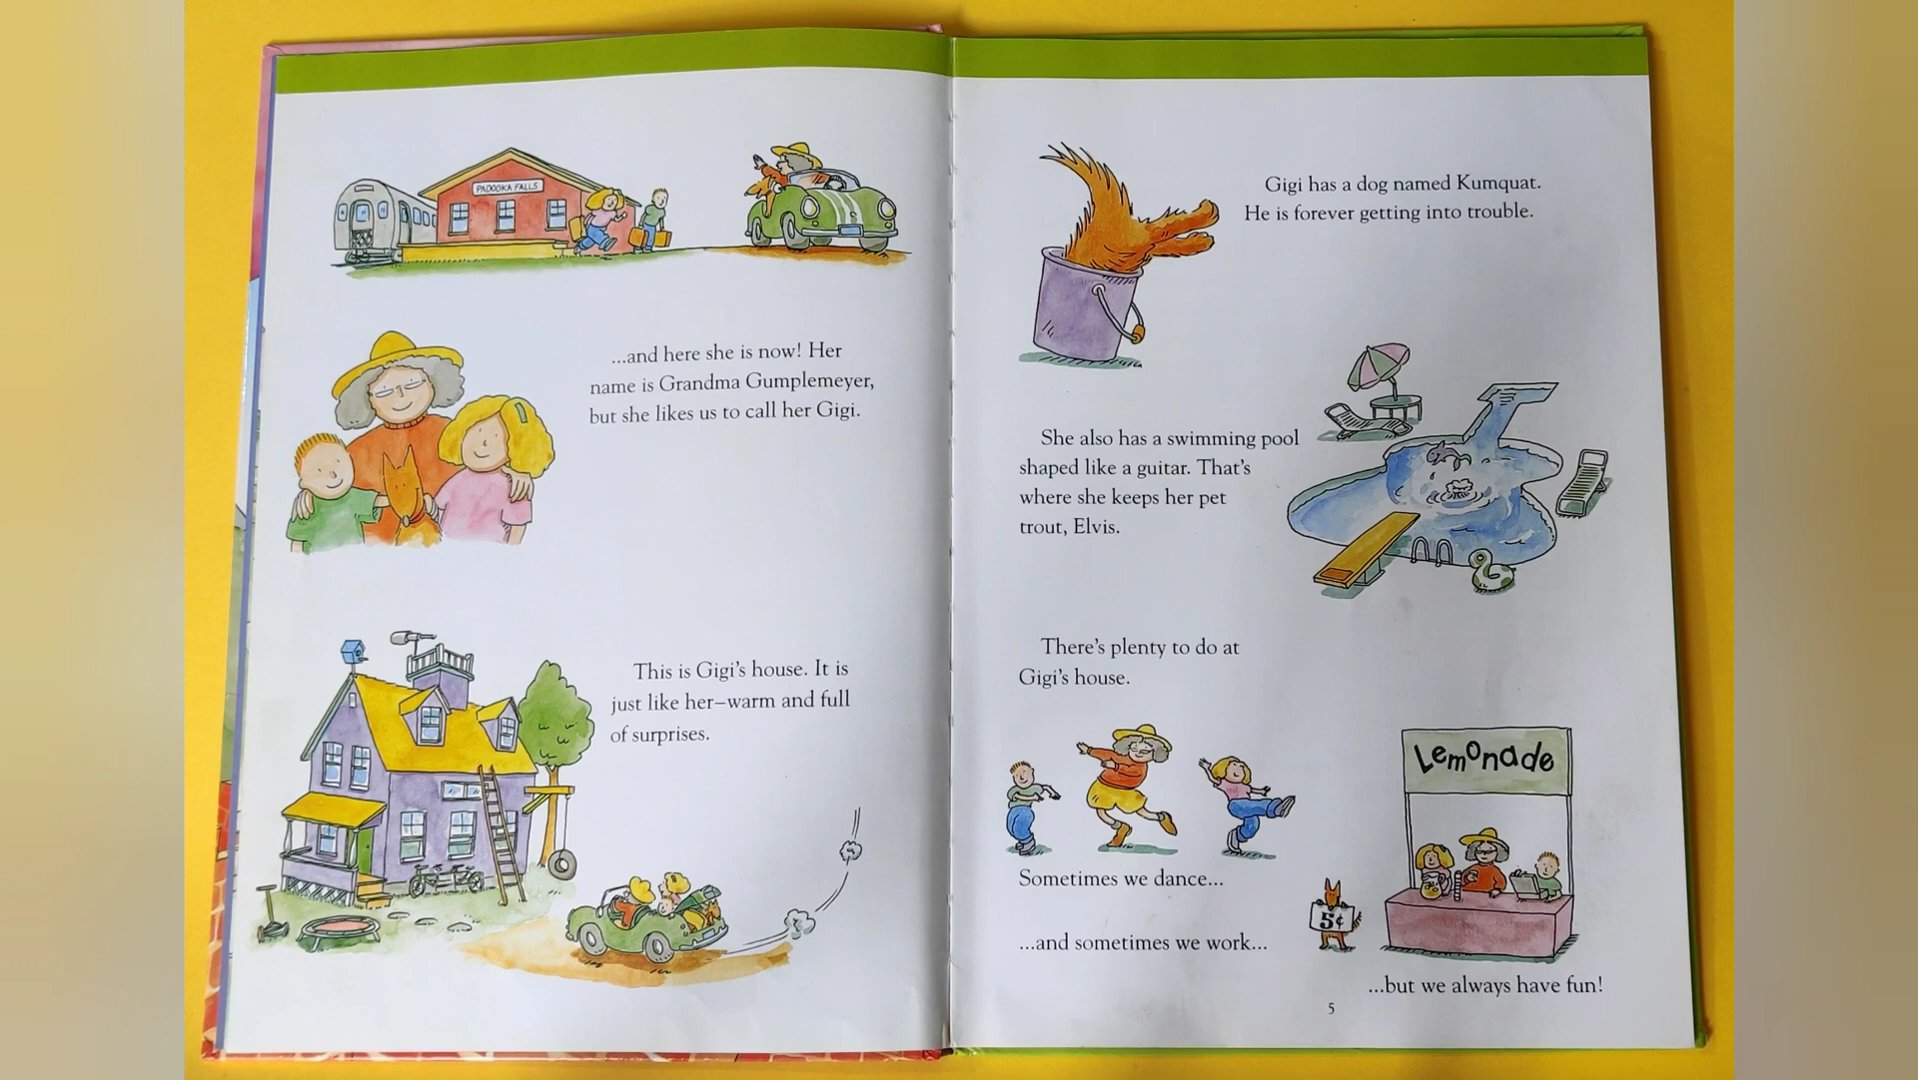 PADOOKA FALLS
...and here she is now! Her
name is Grandma Gumplemeyer,
but she likes us to call her Gigi.
This is Gigi's house. It is
just like her–warm and full
of surprises.
Gigi has a dog named Kumquat.
He is forever getting into trouble.
She also has a swimming pool
shaped like a guitar. That's
where she keeps her pet
trout, Elvis.
There's plenty to do at
Gigi's house.
Sometimes we dance...
...and sometimes we work...
Lemonade
5¢
...but we always have fun!
5